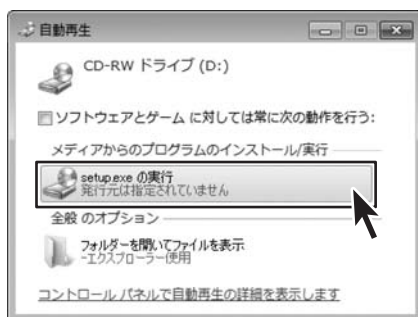 自動再生
CD-RW ドライブ (D:)
ソフトウェアとゲーム に対しては常に次の動作を行う:
メディアからのプログラムのインストール/実行
setup.exe の実行
発行元は指定されていません
全般 のオプション
フォルダーを開いてファイルを表示
-エクスプローラー使用
コントロール パネルで自動再生の詳細を表示します